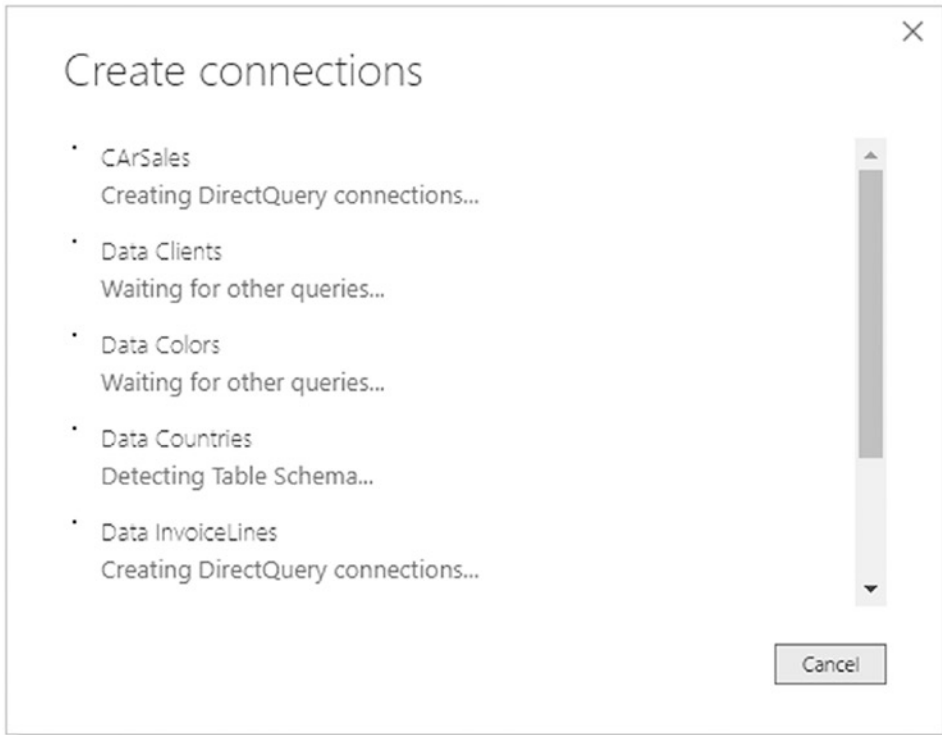 Create connections
CArSales
Creating DirectQuery connections...
Data Clients
Waiting for other queries...
Data Colors
Waiting for other queries...
Data Countries
Detecting Table Schema...
Data InvoiceLines
Creating DirectQuery connections...
Cancel